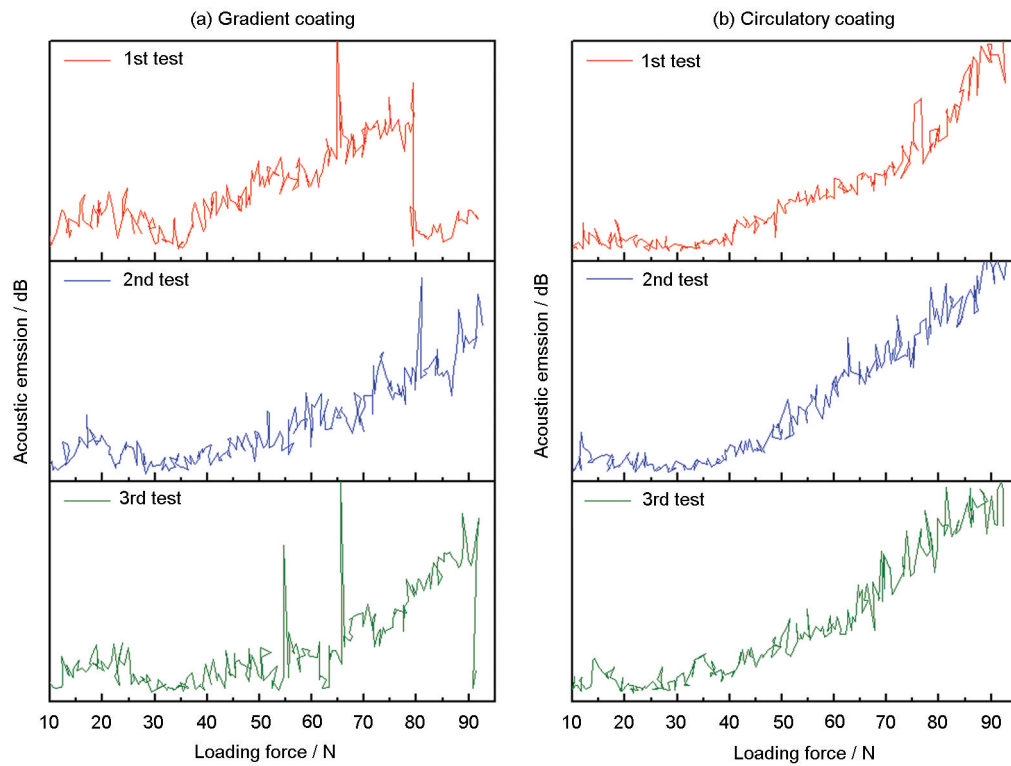 (a) Gradient coating
1st test
2nd test
3rd test
Acoustic emssion / dB
10 20 30 40 50 60 70 80 90
Loading force / N
(b) Circulatory coating
1st test
2nd test
3rd test
Acoustic emssion / dB
10 20 30 40 50 60 70 80 90
Loading force / N